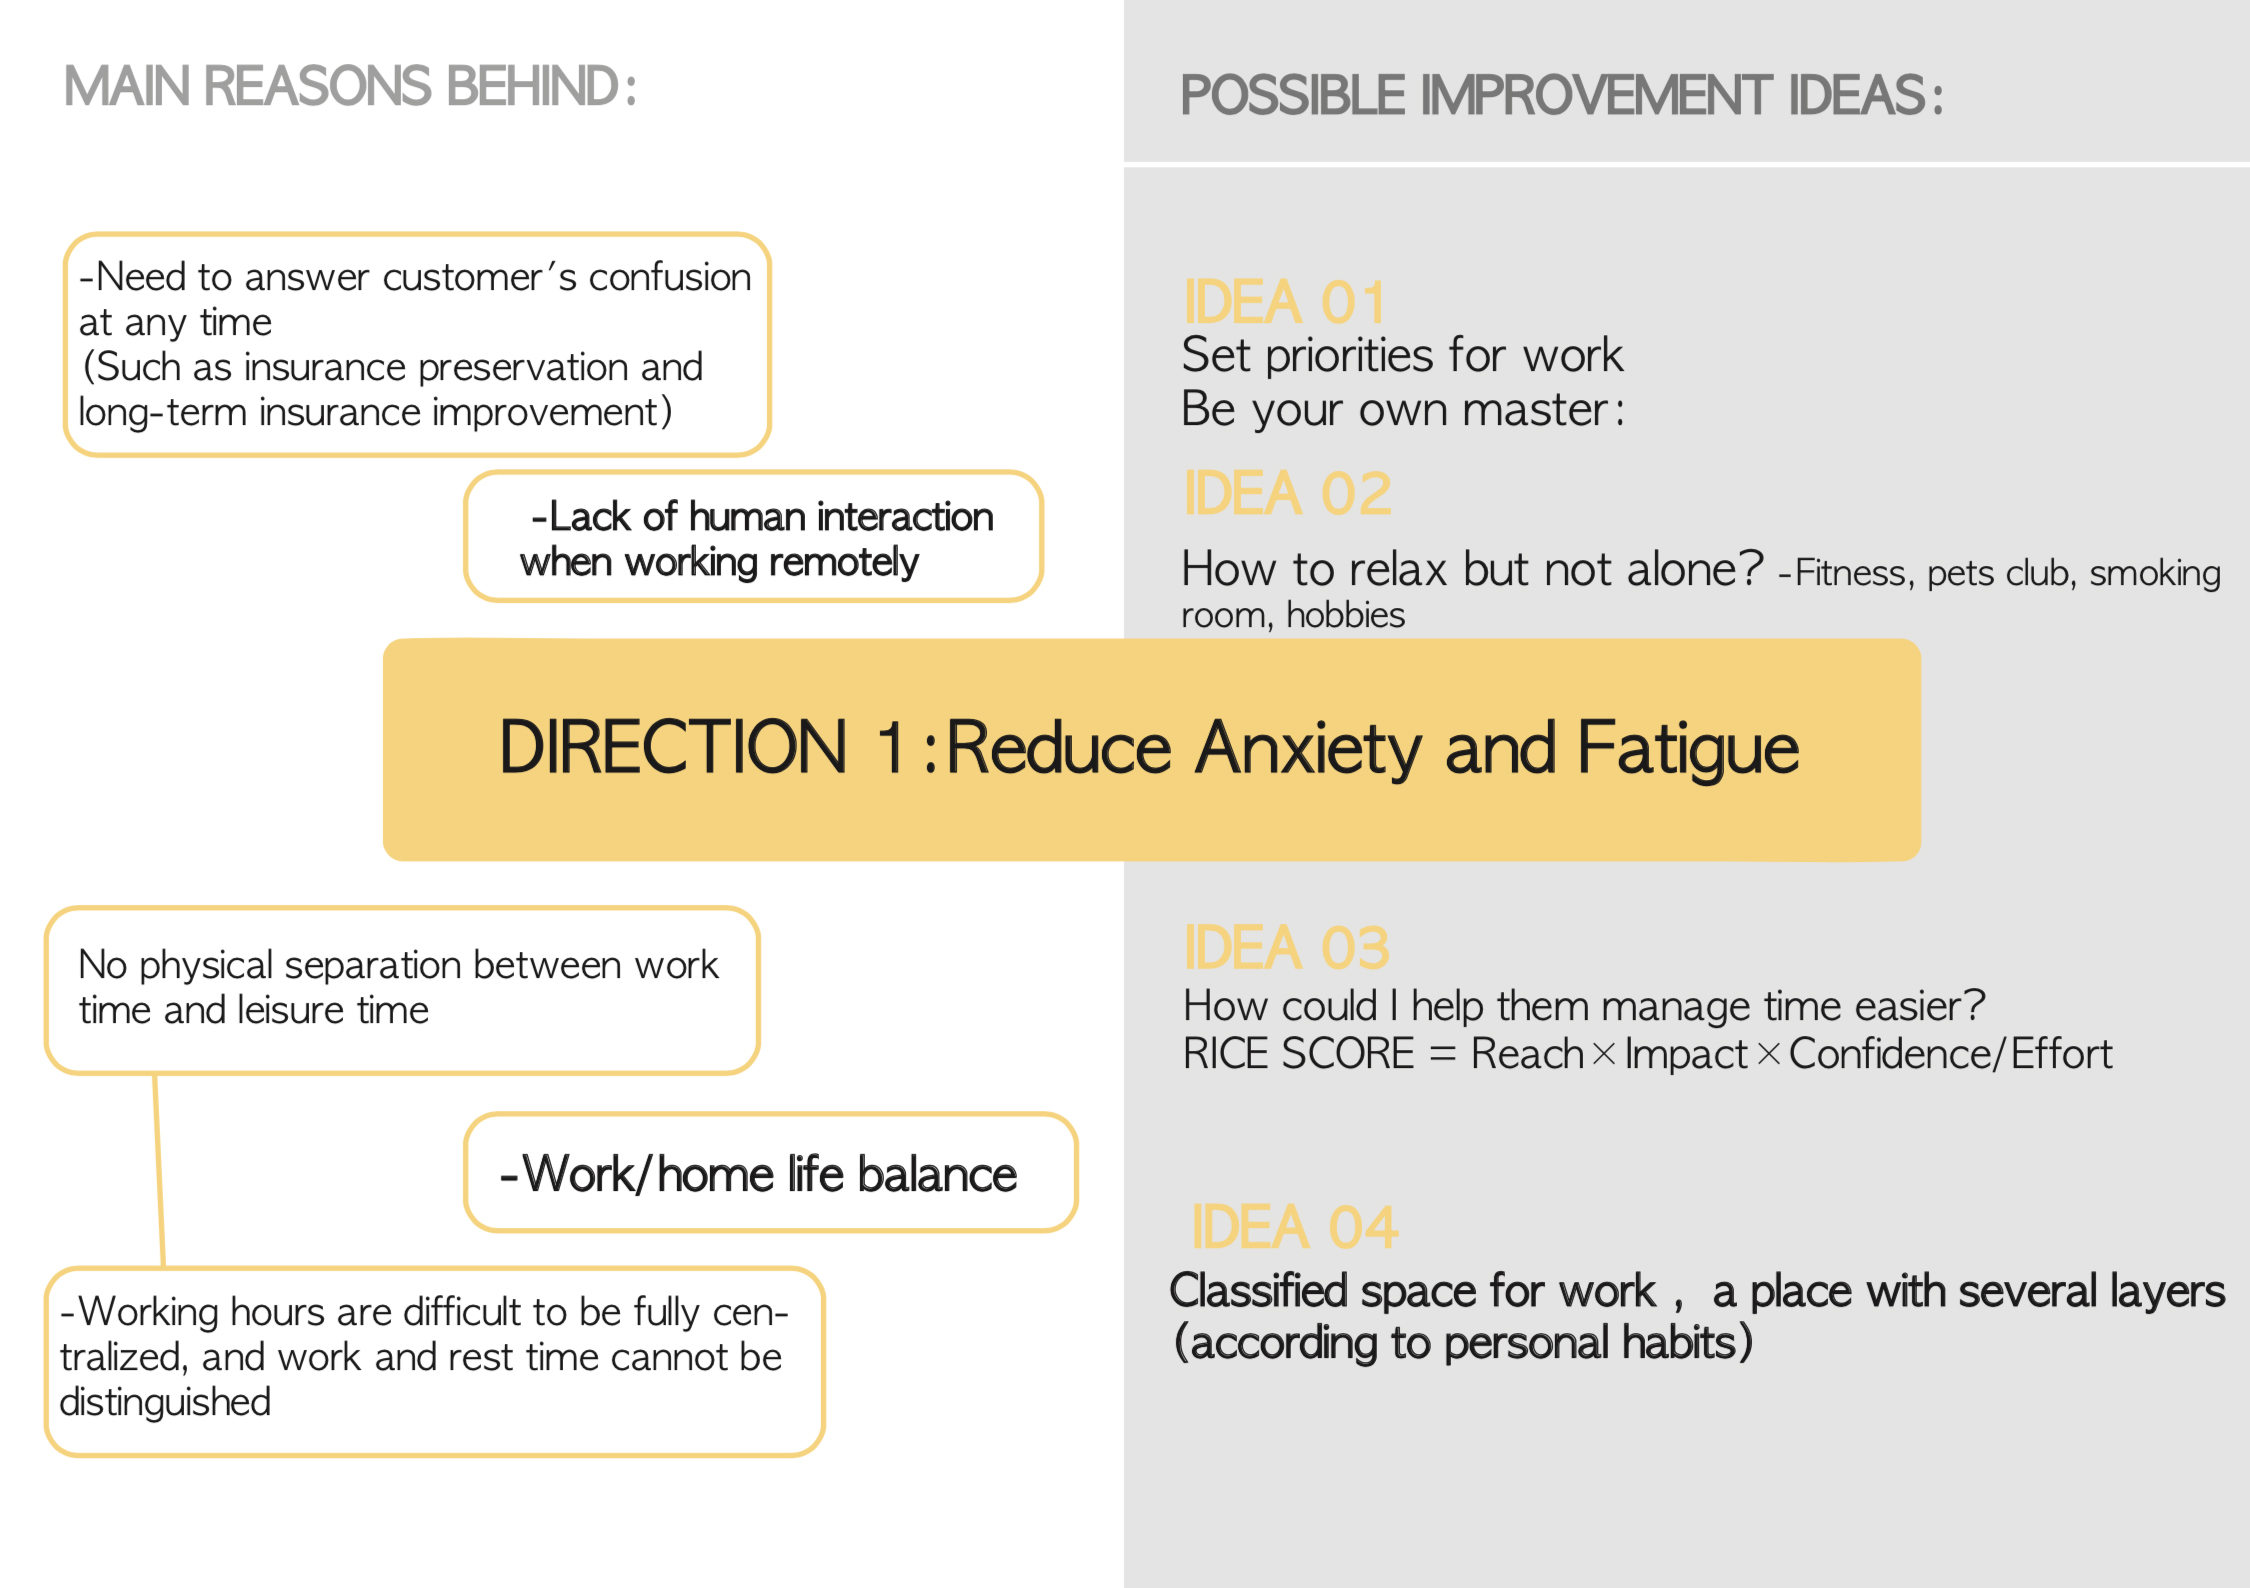 MAIN REASONS BEHIND:
-Need to answer customer's confusion
at any time
(Such as insurance preservation and
long-term insurance improvement)
-Lack of human interaction
when working remotely
DIRECTION 1:Reduce Anxiety and Fatigue
No physical separation between work
time and leisure time
-Work/home life balance
-Working hours are difficult to be fully cen-
tralized, and work and rest time cannot be
distinguished
POSSIBLE IMPROVEMENT IDEAS:
IDEA 01
Set priorities for work
Be your own master:
IDEA 02
How to relax but not alone? -Fitness, pets club, smoking
room, hobbies
IDEA 03
How could I help them manage time easier?
RICE SCORE = Reach×Impact×Confidence/Effort
IDEA 04
Classified space for work , a place with several layers
(according to personal habits)